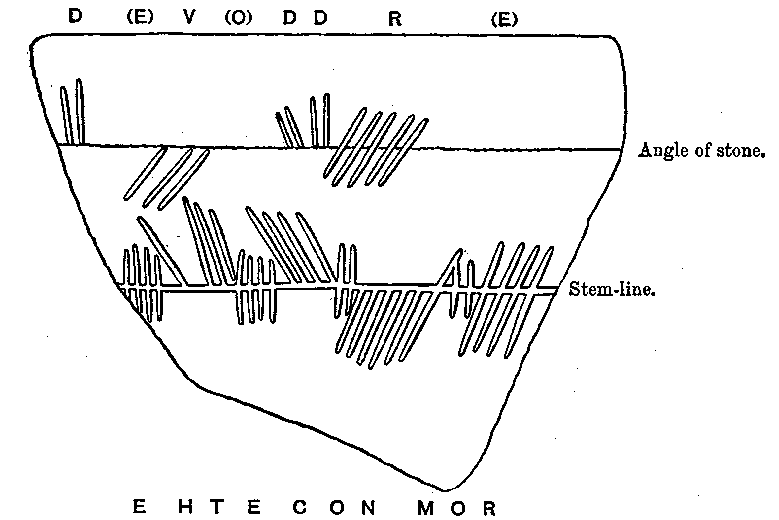 D (E) V (O) D D R (E)
Angle of stone.
Stem-line.
E H T E C O N M O R